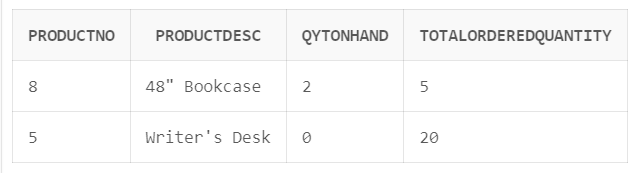 PRODUCTNO PRODUCTDESC QYTONHAND TOTALORDEREDQUANTITY
8 48" Bookcase 2 5
5 Writer's Desk 0 20